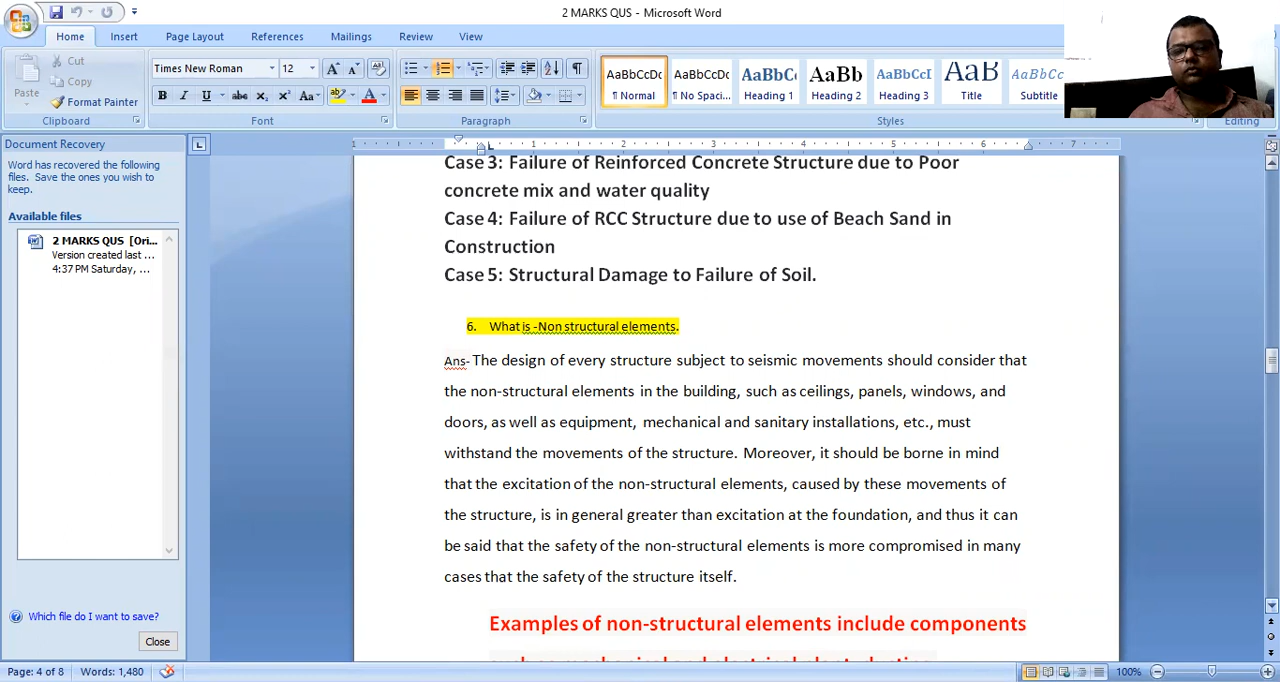 2 MARKS QUS - Microsoft Word
Home Insert Page Layout References Mailings Review View
Paste
Cut
Copy
Format Painter
Clipboard
Times New Roman 12
Font
Paragraph
AaBbCcDc AaBbCcDc AaBbC( AaBb AaBbCcI AaB AaBbCcL
¶ Normal ¶ No Spaci... Heading 1 Heading 2 Heading 3 Title Subtitle
Styles
Editing
Document Recovery
Word has recovered the following
files. Save the ones you wish to
keep.
Available files
2 MARKS QUS [Ori...
Version created last ...
4:37 PM Saturday, ...
Which file do I want to save?
Close
1 1 2 3 4 5 6 7
Case 3: Failure of Reinforced Concrete Structure due to Poor
concrete mix and water quality
Case 4: Failure of RCC Structure due to use of Beach Sand in
Construction
Case 5: Structural Damage to Failure of Soil.
6. What is -Non structural elements.
Ans- The design of every structure subject to seismic movements should consider that
the non-structural elements in the building, such as ceilings, panels, windows, and
doors, as well as equipment, mechanical and sanitary installations, etc., must
withstand the movements of the structure. Moreover, it should be borne in mind
that the excitation of the non-structural elements, caused by these movements of
the structure, is in general greater than excitation at the foundation, and thus it can
be said that the safety of the non-structural elements is more compromised in many
cases that the safety of the structure itself.
Examples of non-structural elements include components
Page: 4 of 8 Words: 1,480 100%